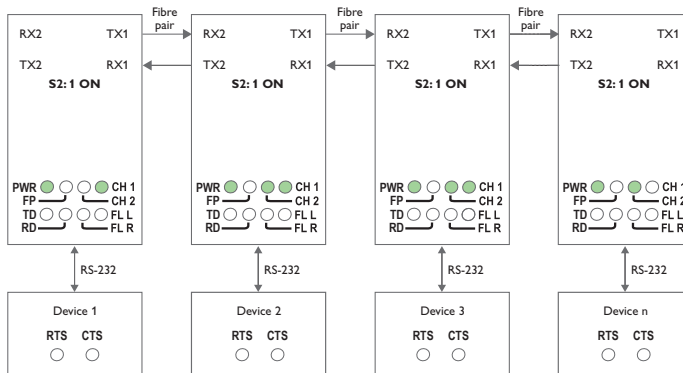 Fibre pair
Fibre pair
Fibre pair
RX2 TX1 RX2 TX1 RX2 TX1 RX2 TX1
TX2 RX1 TX2 RX1 TX2 RX1 TX2 RX1
S2: 1 ON S2: 1 ON S2: 1 ON S2: 1 ON
PWR CH 1 PWR CH 1 PWR CH 1 PWR CH 1
FP CH 2 FP CH 2 FP CH 2 FP CH 2
TD FL L TD FL L TD FL L TD FL L
RD FL R RD FL R RD FL R RD FL R
RS-232 RS-232 RS-232 RS-232
Device 1 Device 2 Device 3 Device n
RTS CTS RTS CTS RTS CTS RTS CTS